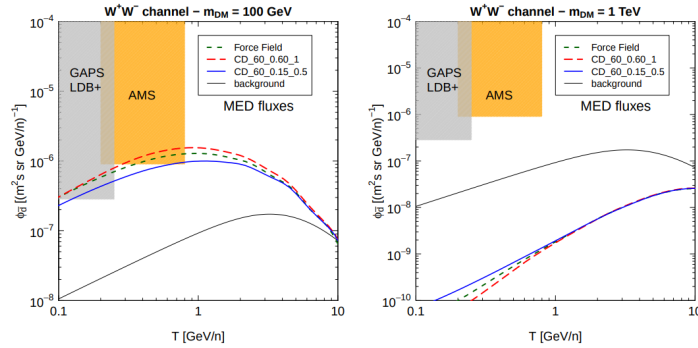 W⁺W⁻ channel – m_DM = 100 GeV
10⁻⁴
10⁻⁵
10⁻⁶
10⁻⁷
10⁻⁸
ϕ_d̅ [(m²s sr GeV/n)⁻¹]
GAPS
LDB+
AMS
Force Field
CD_60_0.60_1
CD_60_0.15_0.5
background
MED fluxes
0.1
1
10
T [GeV/n]
W⁺W⁻ channel – m_DM = 1 TeV
10⁻⁴
10⁻⁵
10⁻⁶
10⁻⁷
10⁻⁸
10⁻⁹
10⁻¹⁰
ϕ_d̅ [(m²s sr GeV/n)⁻¹]
GAPS
LDB+
AMS
Force Field
CD_60_0.60_1
CD_60_0.15_0.5
background
MED fluxes
0.1
1
10
T [GeV/n]